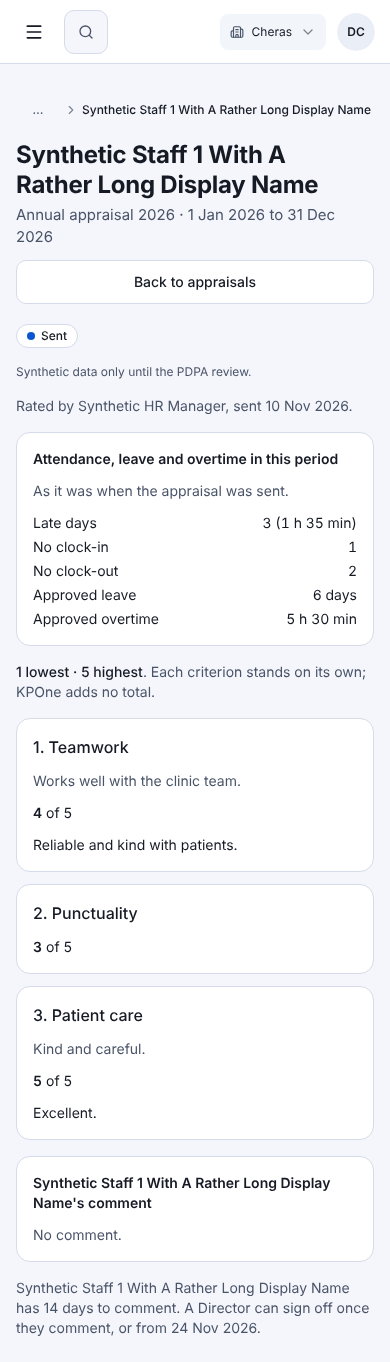 Cheras
DC
...
Synthetic Staff 1 With A Rather Long Display Name
Synthetic Staff 1 With A
Rather Long Display Name
Annual appraisal 2026 · 1 Jan 2026 to 31 Dec
2026
Back to appraisals
Sent
Synthetic data only until the PDPA review.
Rated by Synthetic HR Manager, sent 10 Nov 2026.
Attendance, leave and overtime in this period
As it was when the appraisal was sent.
Late days 3 (1 h 35 min)
No clock-in 1
No clock-out 2
Approved leave 6 days
Approved overtime 5 h 30 min
1 lowest · 5 highest. Each criterion stands on its own;
KPOne adds no total.
1. Teamwork
Works well with the clinic team.
4 of 5
Reliable and kind with patients.
2. Punctuality
3 of 5
3. Patient care
Kind and careful.
5 of 5
Excellent.
Synthetic Staff 1 With A Rather Long Display
Name's comment
No comment.
Synthetic Staff 1 With A Rather Long Display Name
has 14 days to comment. A Director can sign off once
they comment, or from 24 Nov 2026.